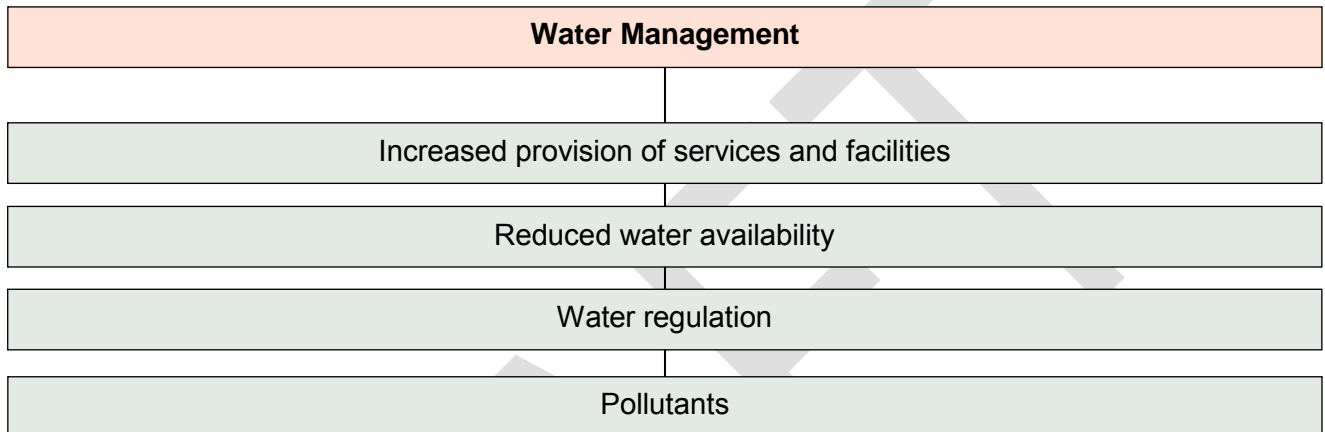 Water Management
Increased provision of services and facilities
Reduced water availability
Water regulation
Pollutants